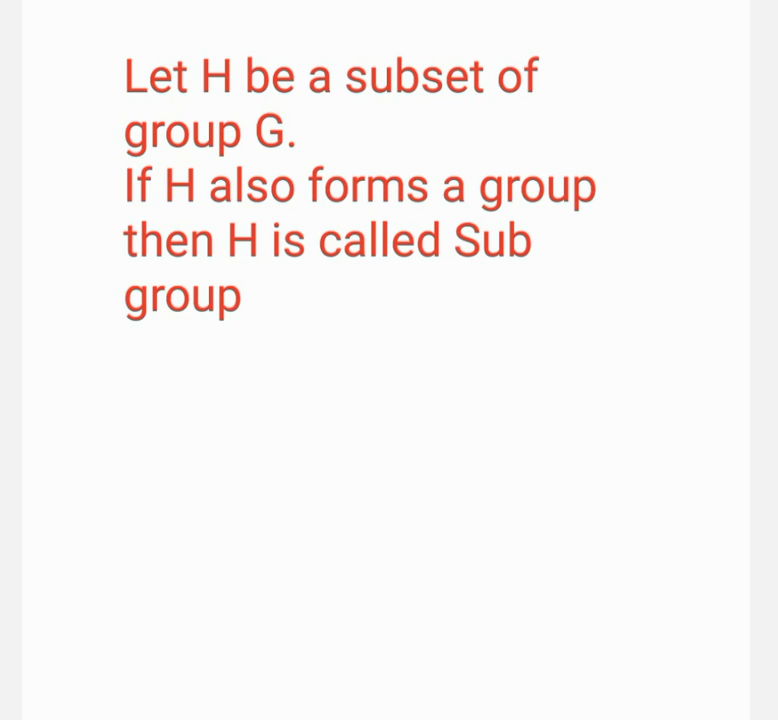 Let H be a subset of
group G.
If H also forms a group
then H is called Sub
group